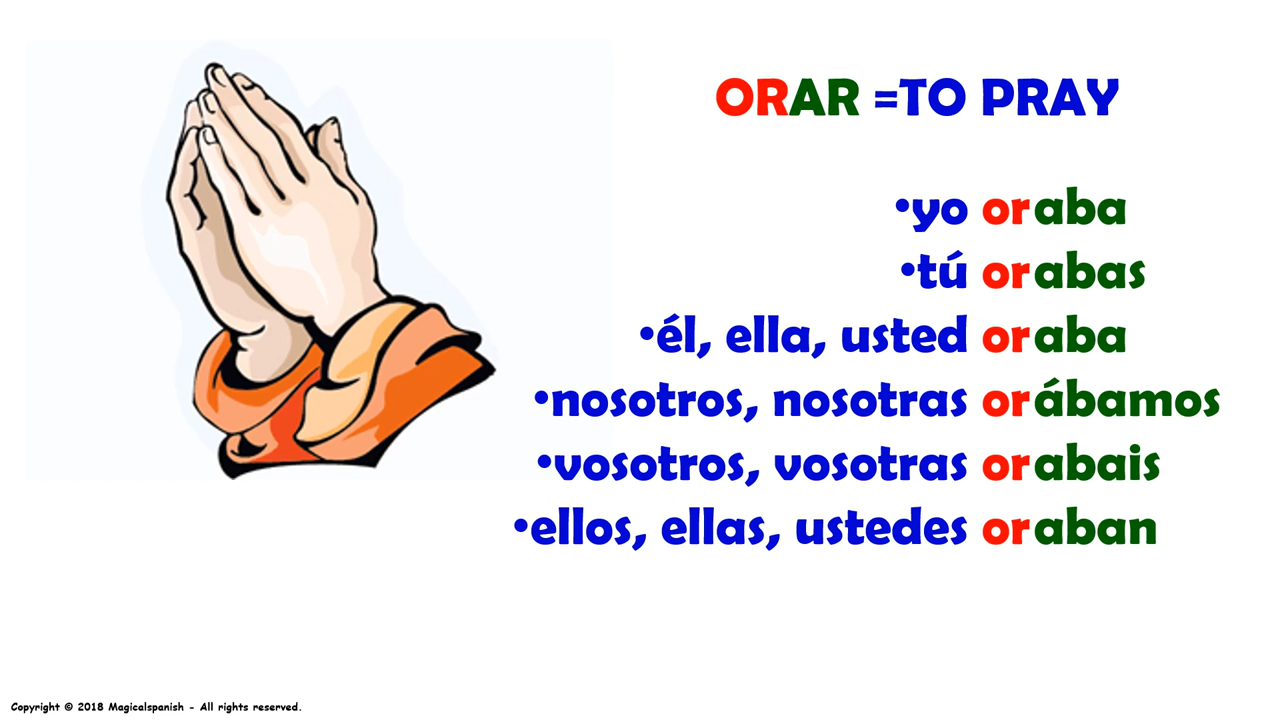 ORAR =TO PRAY
•yo oraba
•tú orabas
•él, ella, usted oraba
•nosotros, nosotras orábamos
•vosotros, vosotras orabais
•ellos, ellas, ustedes oraban
Copyright © 2018 Magicalspanish - All rights reserved.